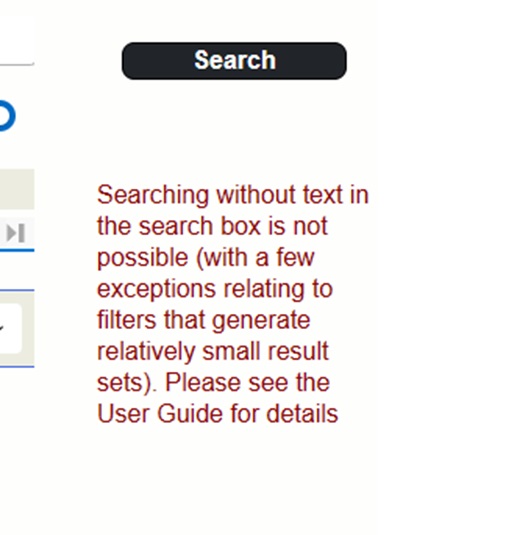 Search
Searching without text in
the search box is not
possible (with a few
exceptions relating to
filters that generate
relatively small result
sets). Please see the
User Guide for details